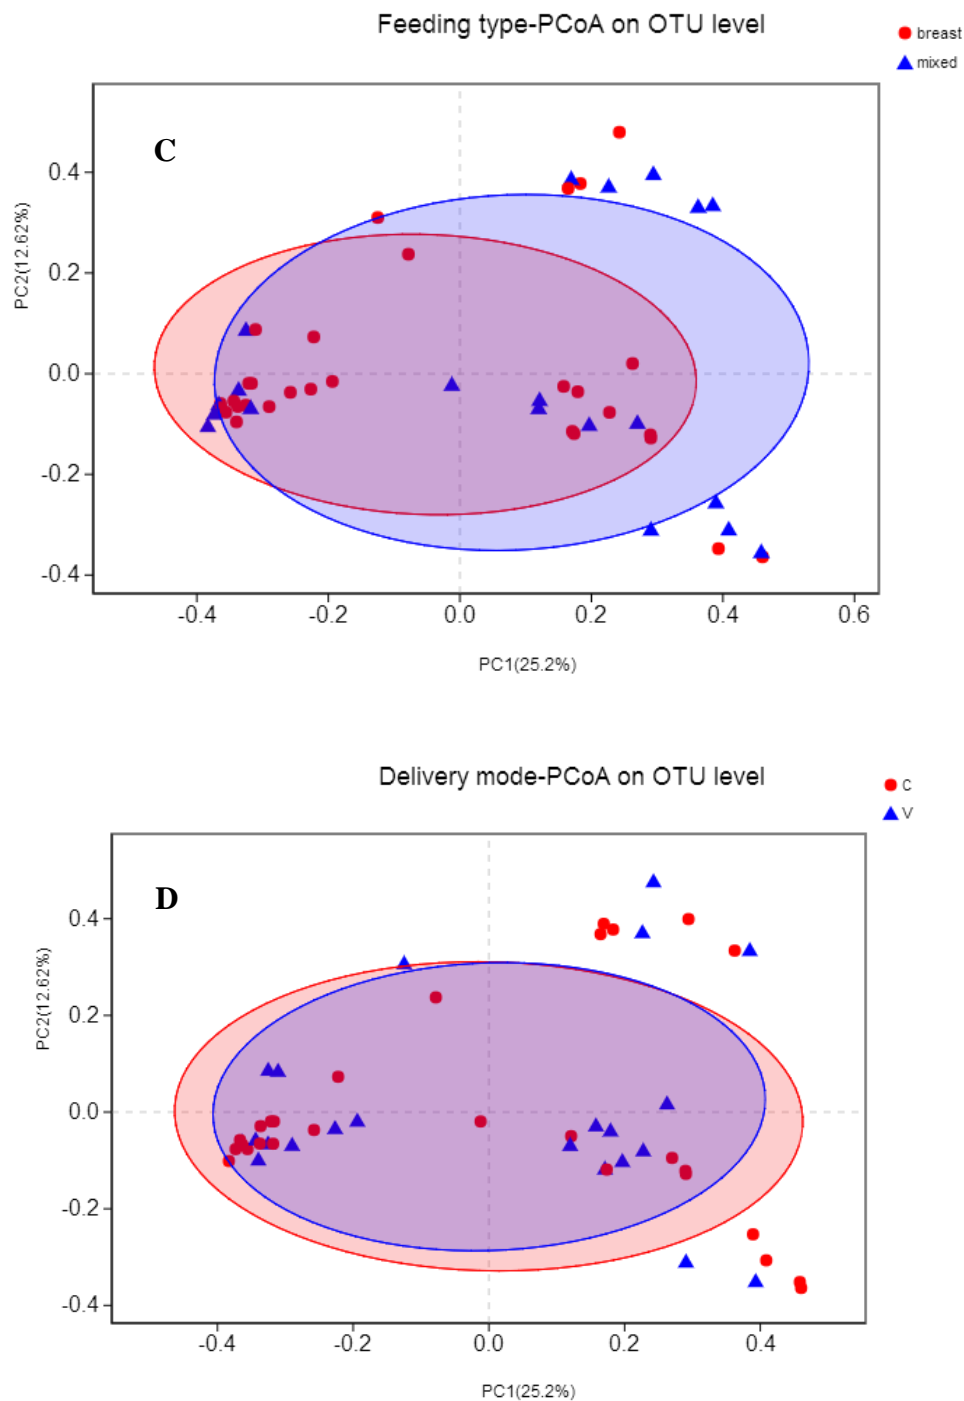 Feeding type-PCoA on OTU level
breast
mixed
C
PC2(12.62%)
0.4
0.2
0.0
-0.2
-0.4
-0.4 -0.2 0.0 0.2 0.4 0.6
PC1(25.2%)
Delivery mode-PCoA on OTU level
C
V
D
PC2(12.62%)
0.4
0.2
0.0
-0.2
-0.4
-0.4 -0.2 0.0 0.2 0.4
PC1(25.2%)